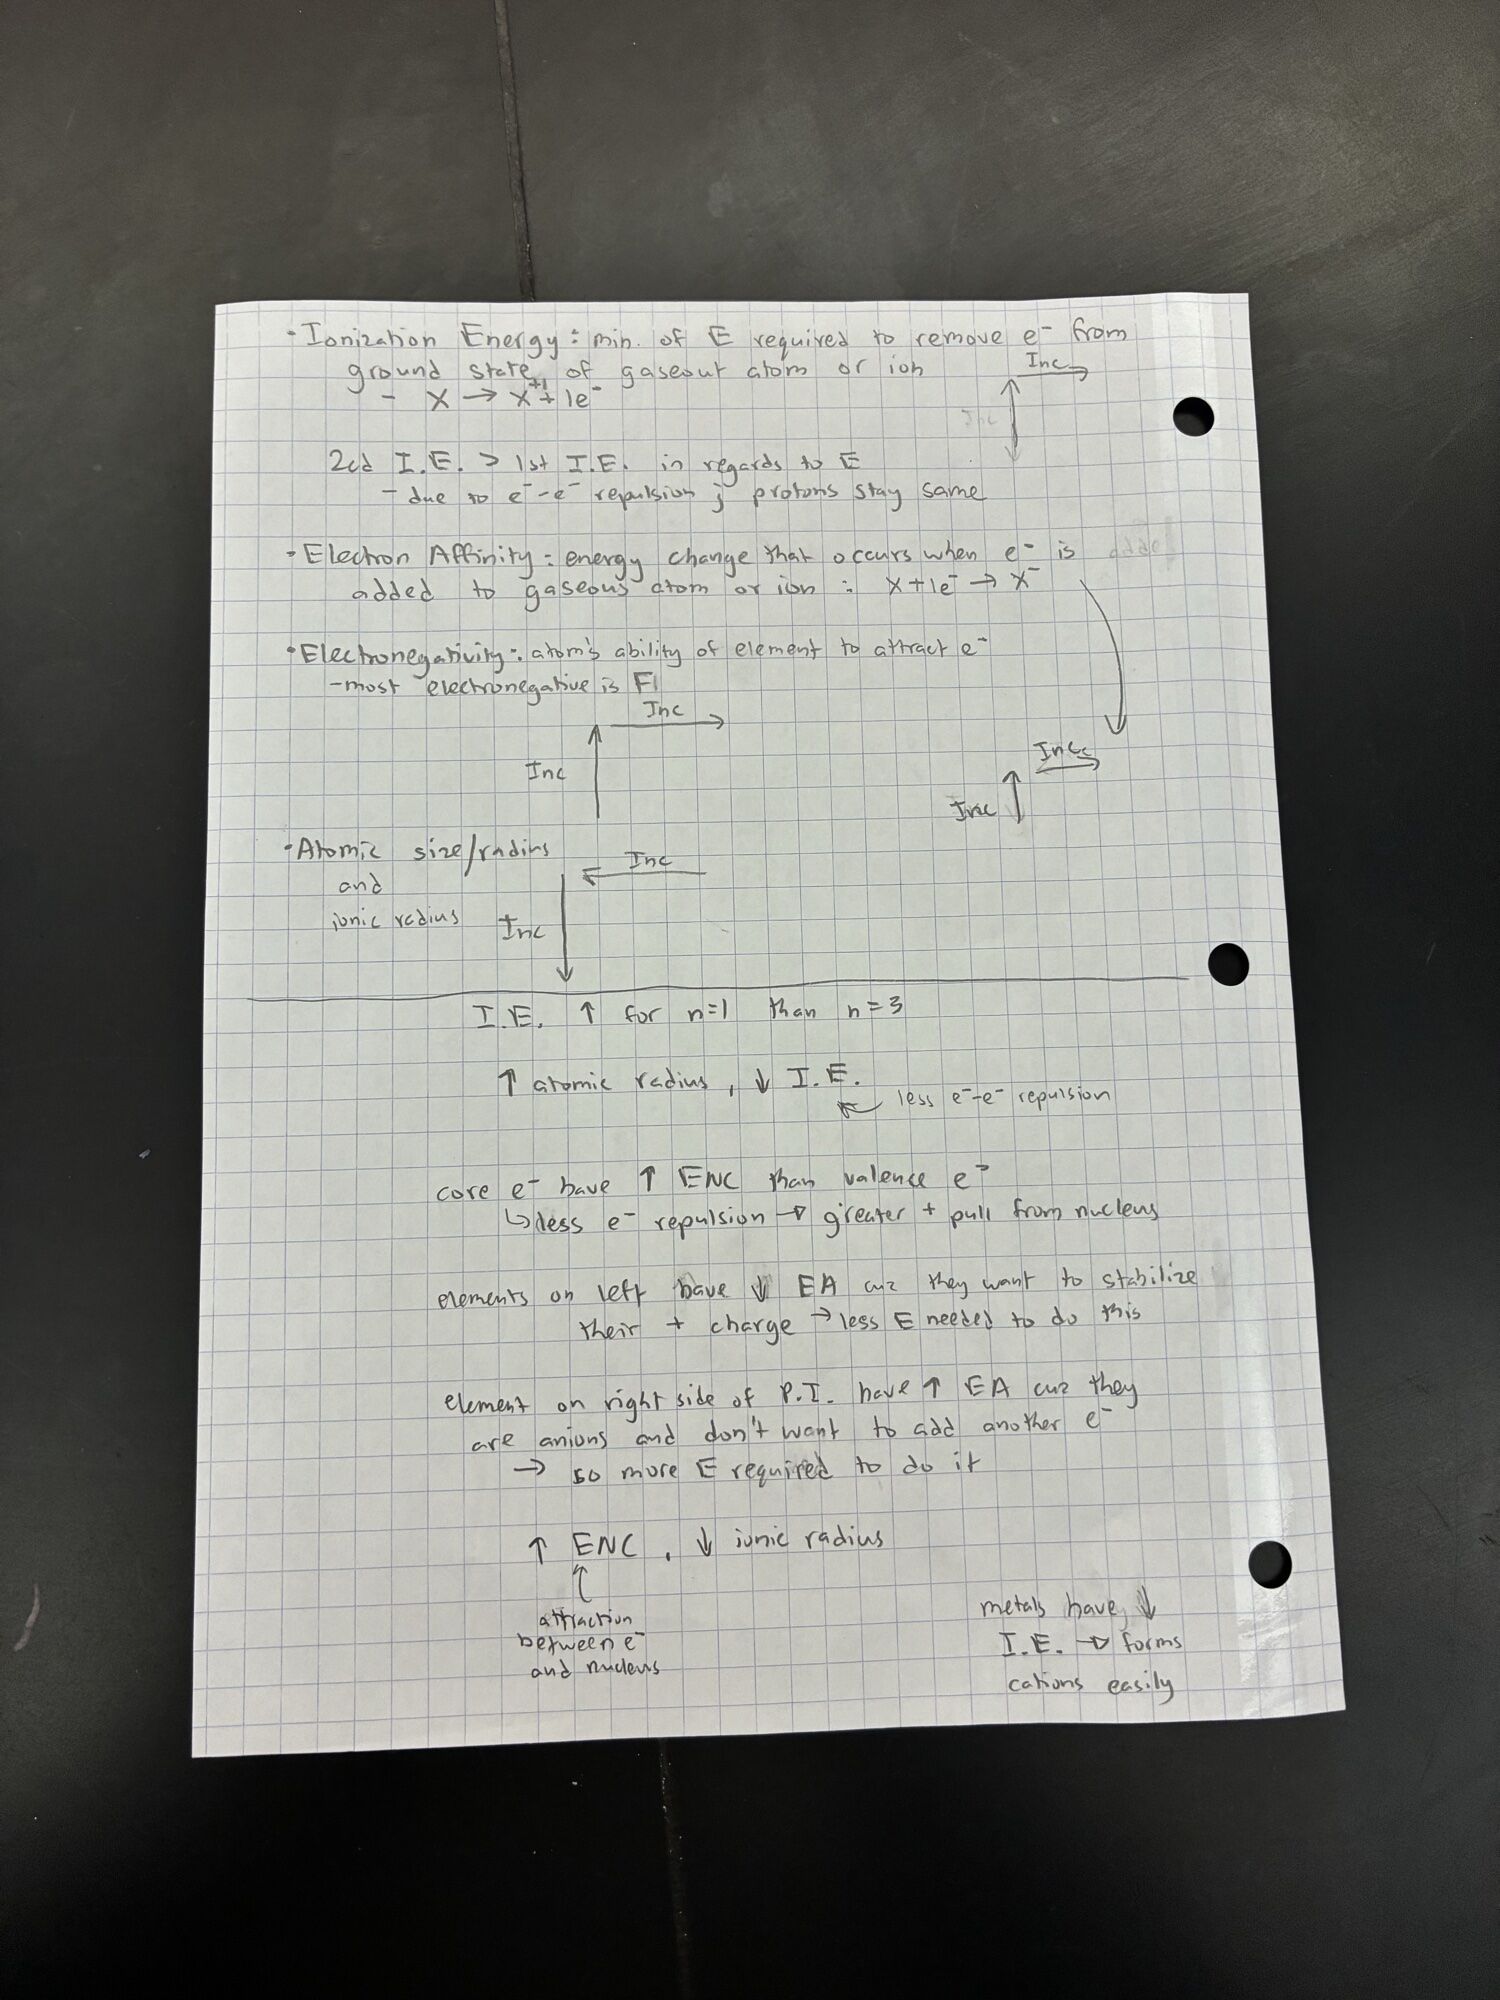 · Ionization Energy : min. of E required to remove e⁻ from
ground state of gaseout atom or ion
Inc
- X → X⁺¹ + 1e⁻
Inc
2cd I.E. > 1st I.E. in regards to E
- due to e⁻-e⁻ repulsion ; protons stay same
· Electron Affinity : energy change that occurs when e⁻ is adde
added to gaseous atom or ion : X + 1e⁻ → X⁻
· Electronegativity : atom's ability of element to attract e⁻
- most electronegative is Fl
Inc
Inc
Inc
Inc
· Atomic size/radius
Inc
and
ionic radius
Inc
I.E. ↑ for n=1 than n=3
↑ atomic radius, ↓ I.E.
less e⁻-e⁻ repulsion
core e⁻ have ↑ ENC than valence e⁻
↳ less e⁻ repulsion → greater + pull from nucleus
elements on left have ↓ EA cuz they want to stabilize
their + charge → less E needed to do this
element on right side of P.T. have ↑ EA cuz they
are anions and don't want to add another e⁻
→ so more E required to do it
↑ ENC, ↓ ionic radius
↑
attraction
between e⁻
and nucleus
metals have ↓
I.E. → forms
cations easily